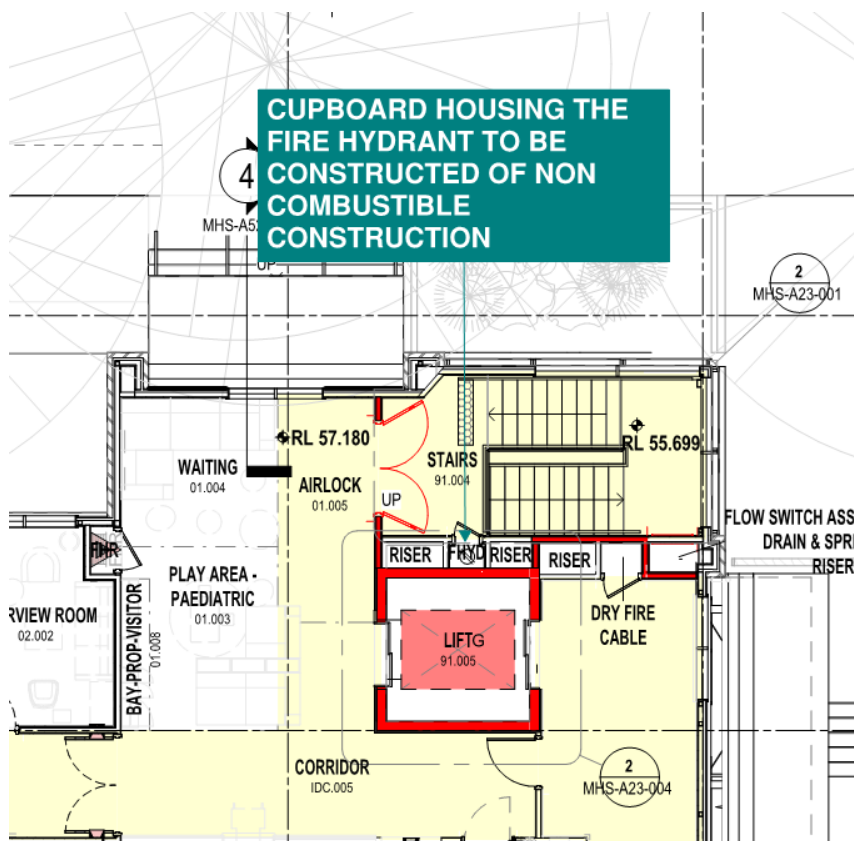 CUPBOARD HOUSING THE
FIRE HYDRANT TO BE
CONSTRUCTED OF NON
COMBUSTIBLE
CONSTRUCTION
4
UP
2
MHS-A23-001
RL 57.180
RL 55.699
WAITING
01.004
STAIRS
91.004
AIRLOCK
01.005
UP
FLOW SWITCH ASS
DRAIN & SPRI
RISER
RISER
FHYD
RISER
RISER
FHR
PLAY AREA -
PAEDIATRIC
01.003
DRY FIRE
CABLE
RVIEW ROOM
02.002
BAY-PROP-VISITOR
01.008
LIFTG
91.005
CORRIDOR
IDC.005
2
MHS-A23-004